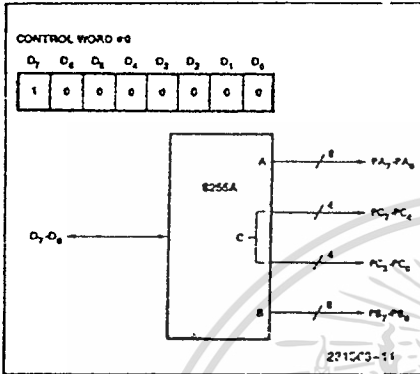 CONTROL WORD #0
D7 D6 D5 D4 D3 D2 D1 D0
1 0 0 0 0 0 0 0
8255A
A 8 PA7-PA0
4 PC7-PC4
D7-D0 C
4 PC3-PC0
B 8 PB7-PB0